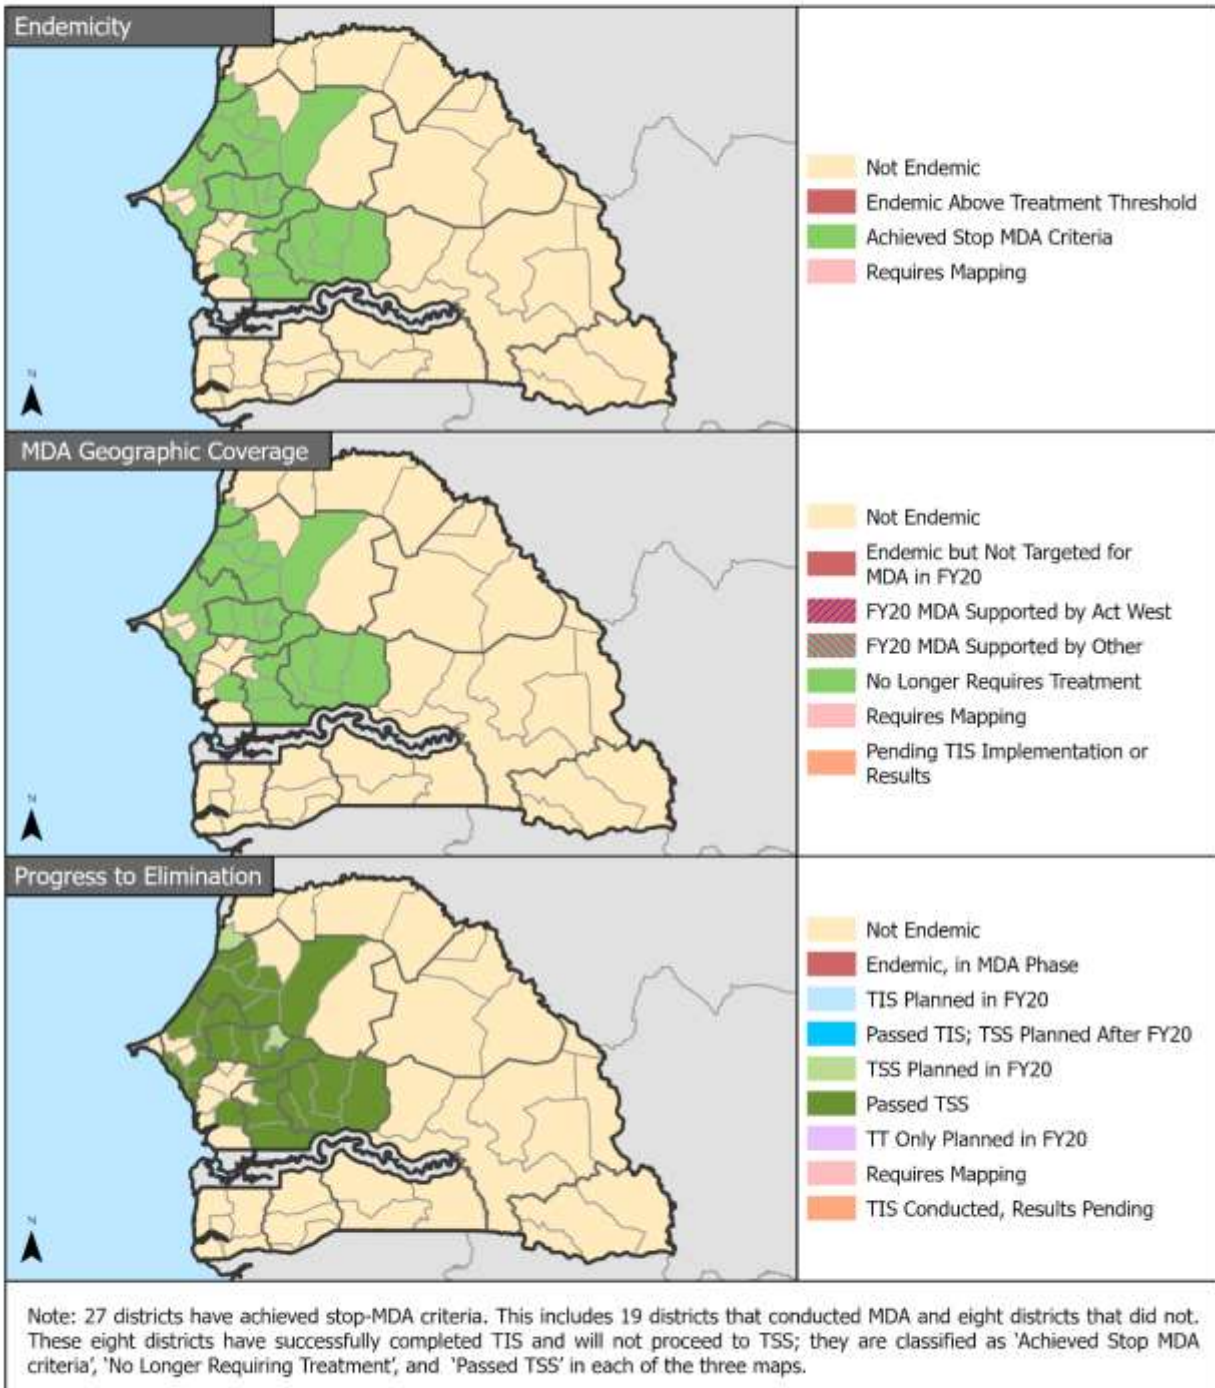 Endemicity
Not Endemic
Endemic Above Treatment Threshold
Achieved Stop MDA Criteria
Requires Mapping
N
MDA Geographic Coverage
Not Endemic
Endemic but Not Targeted for
MDA in FY20
FY20 MDA Supported by Act West
FY20 MDA Supported by Other
No Longer Requires Treatment
Requires Mapping
Pending TIS Implementation or
Results
N
Progress to Elimination
Not Endemic
Endemic, in MDA Phase
TIS Planned in FY20
Passed TIS; TSS Planned After FY20
TSS Planned in FY20
Passed TSS
TT Only Planned in FY20
Requires Mapping
TIS Conducted, Results Pending
N
Note: 27 districts have achieved stop-MDA criteria. This includes 19 districts that conducted MDA and eight districts that did not.
These eight districts have successfully completed TIS and will not proceed to TSS; they are classified as 'Achieved Stop MDA
criteria', 'No Longer Requiring Treatment', and 'Passed TSS' in each of the three maps.